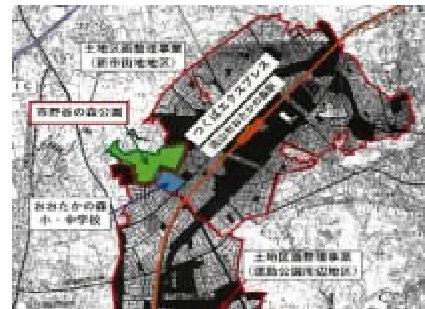 土地区画整理事業
(新市街地地区)
市野谷の森公園
つくばエクスプレス
おおたかの森
小・中学校
土地区画整理事業
(運動公園周辺地区)